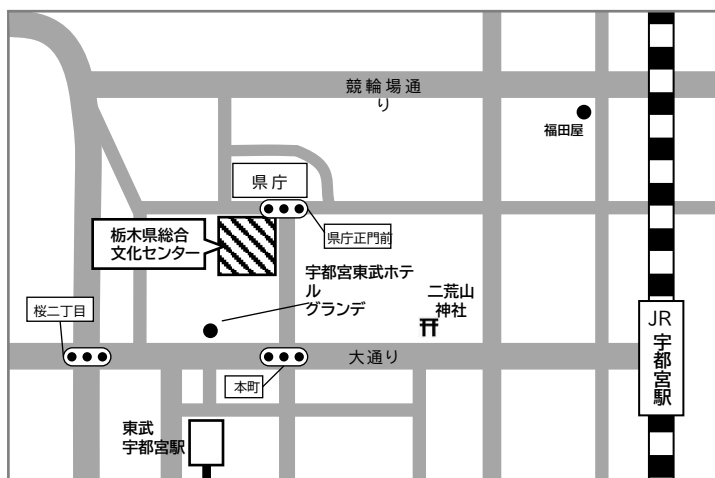 競輪場通
り
福田屋
県庁
県庁正門前
栃木県総合
文化センター
宇都宮東武ホテ
ル
グランデ
二荒山
神社
桜二丁目
大通り
本町
JR
宇都宮駅
東武
宇都宮駅